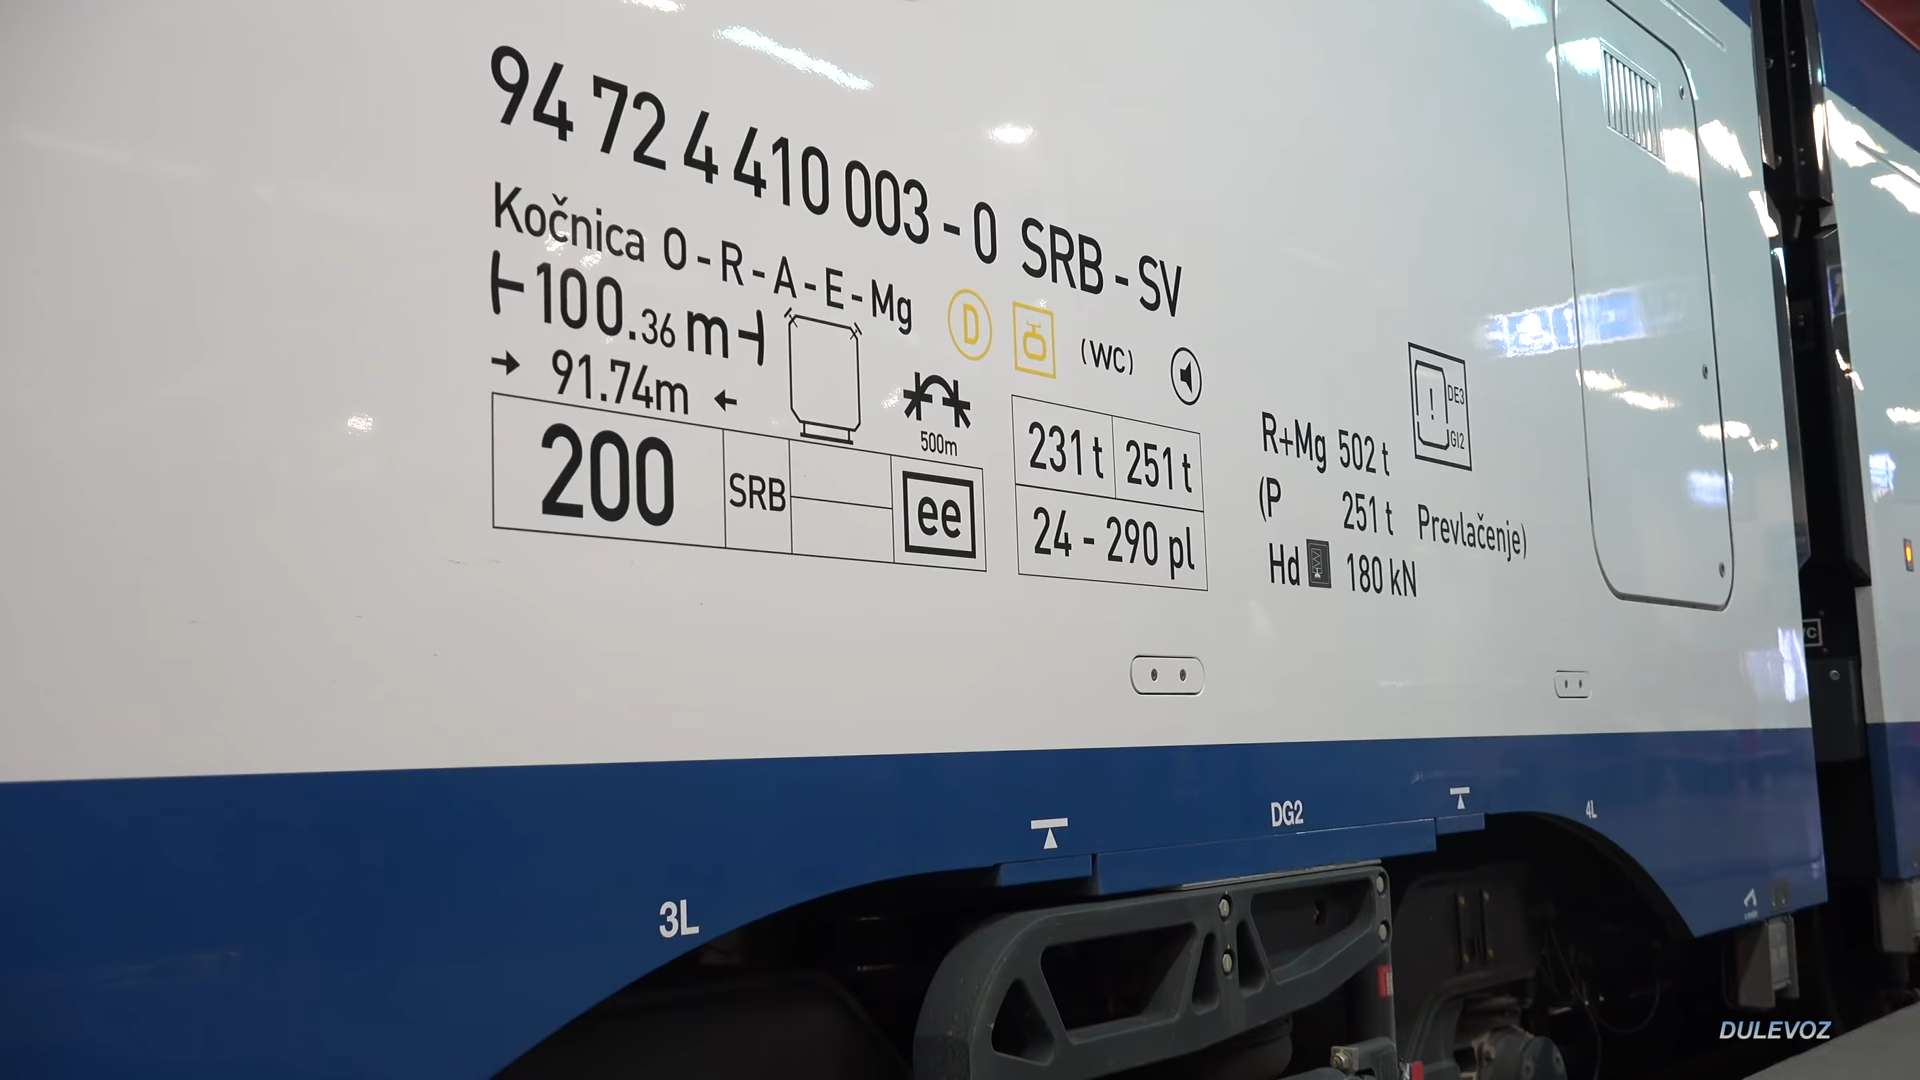 94 72 4 410 003 - 0 SRB - SV
Kočnica O - R - A - E - Mg
100.36 m
D
(WC)
→ 91.74m ←
500m
200
SRB
ee
231 t
251 t
24 - 290 pl
R+Mg 502 t
(P 251 t Prevlačenje)
Hd 180 kN
!
DE3
GI2
DG2
4L
3L
DULEVOZ